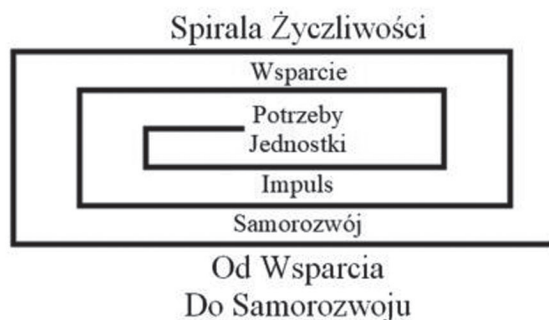 Spirala Życzliwości
Wsparcie
Potrzeby
Jednostki
Impuls
Samorozwój
Od Wsparcia
Do Samorozwoju